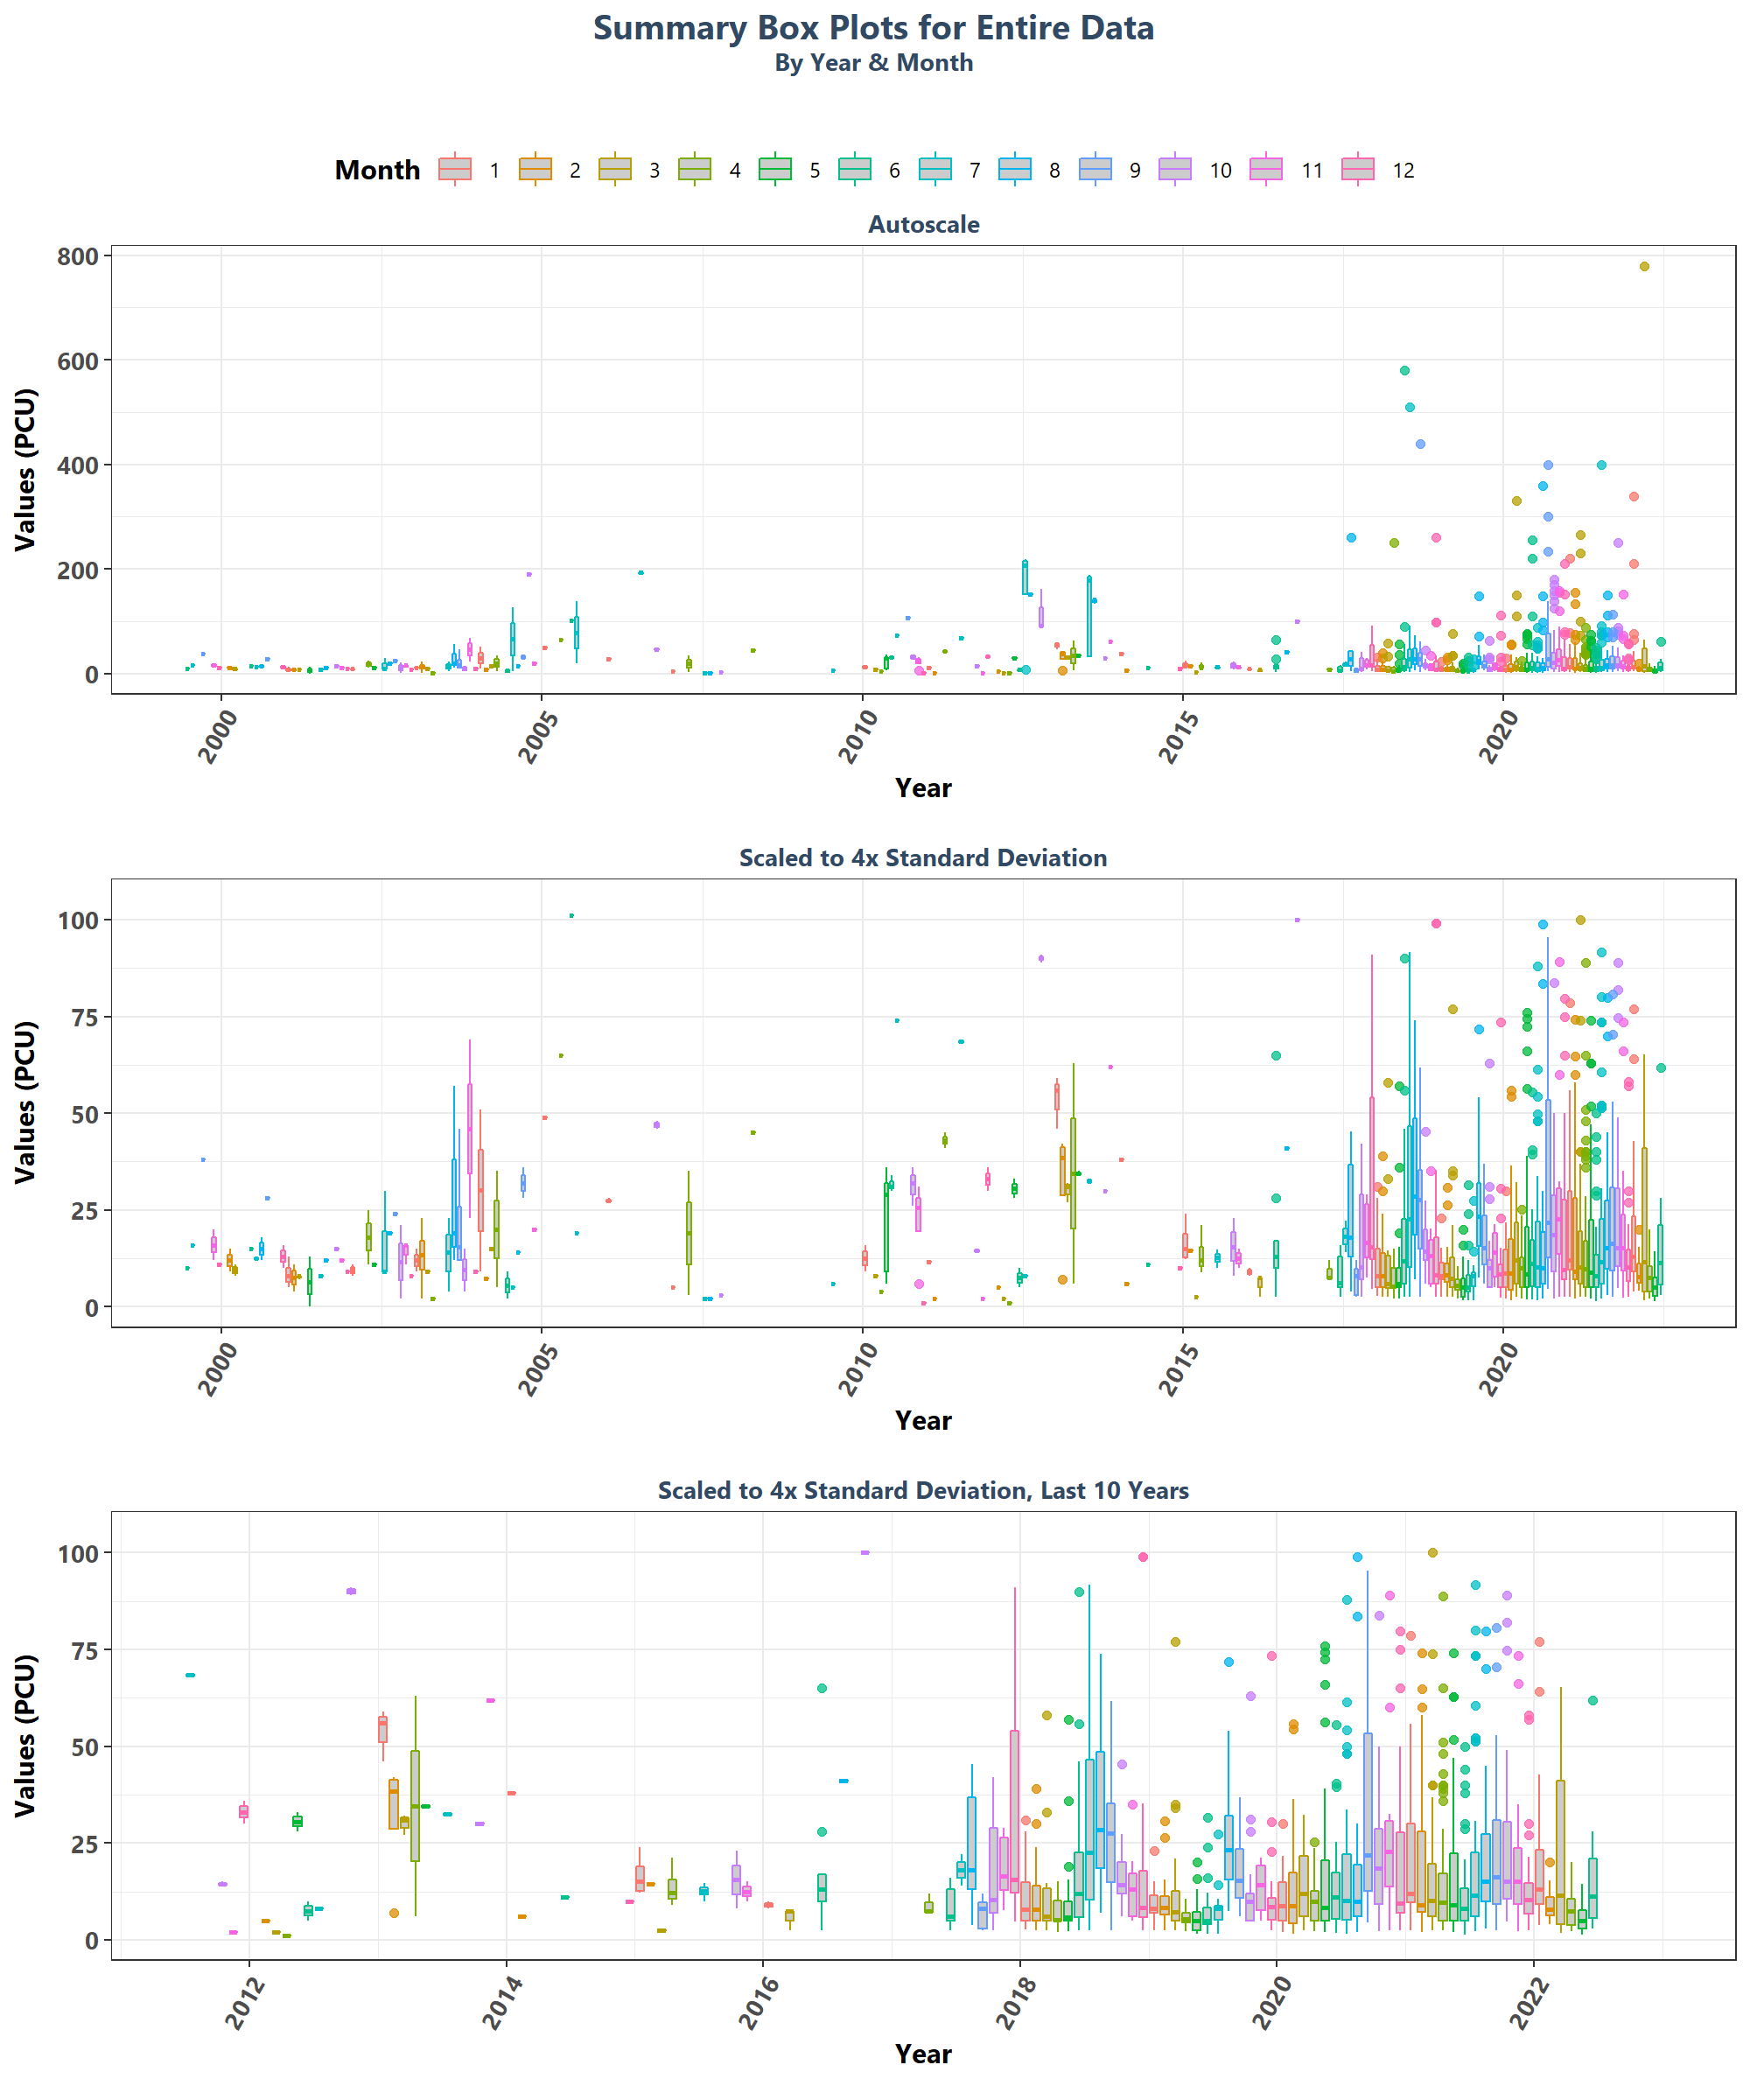 Summary Box Plots for Entire Data
By Year & Month
Month 1 2 3 4 5 6 7 8 9 10 11 12
Autoscale
Values (PCU)
800
600
400
200
0
2000 2005 2010 2015 2020
Year
Scaled to 4x Standard Deviation
Values (PCU)
100
75
50
25
0
2000 2005 2010 2015 2020
Year
Scaled to 4x Standard Deviation, Last 10 Years
Values (PCU)
100
75
50
25
0
2012 2014 2016 2018 2020 2022
Year